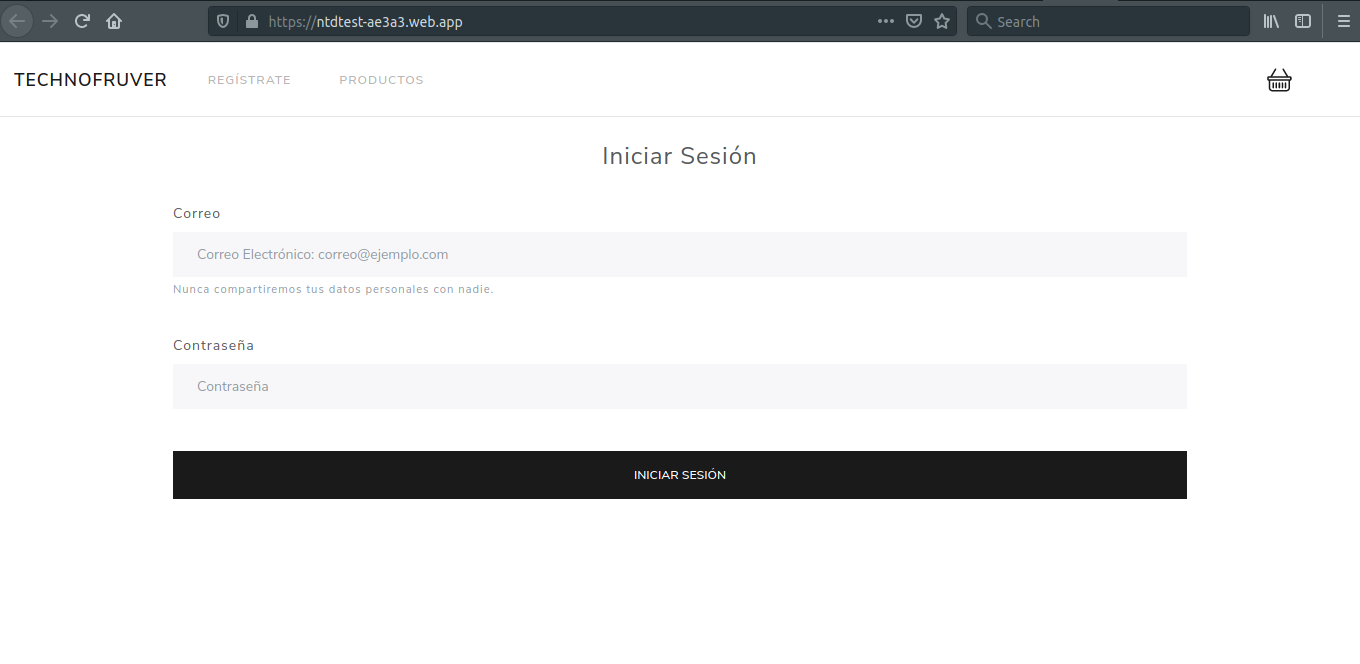 https://ntdtest-ae3a3.web.app
Search
TECHNOFRUVER
REGÍSTRATE
PRODUCTOS
Iniciar Sesión
Correo
Correo Electrónico: correo@ejemplo.com
Nunca compartiremos tus datos personales con nadie.
Contraseña
Contraseña
INICIAR SESIÓN